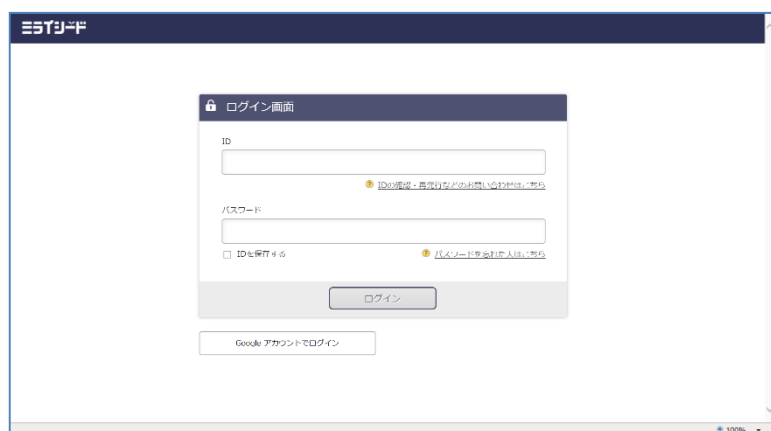 ミライシード
ログイン画面
ID
IDの確認・再発行などのお問い合わせはこちら
パスワード
IDを保存する
パスワードを忘れた人はこちら
ログイン
Google アカウントでログイン
100%